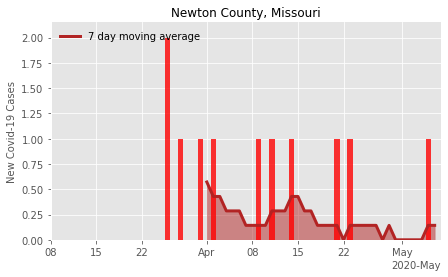 Newton County, Missouri
7 day moving average
New Covid-19 Cases
2.00
1.75
1.50
1.25
1.00
0.75
0.50
0.25
0.00
08
15
22
Apr
08
15
22
May
2020-May